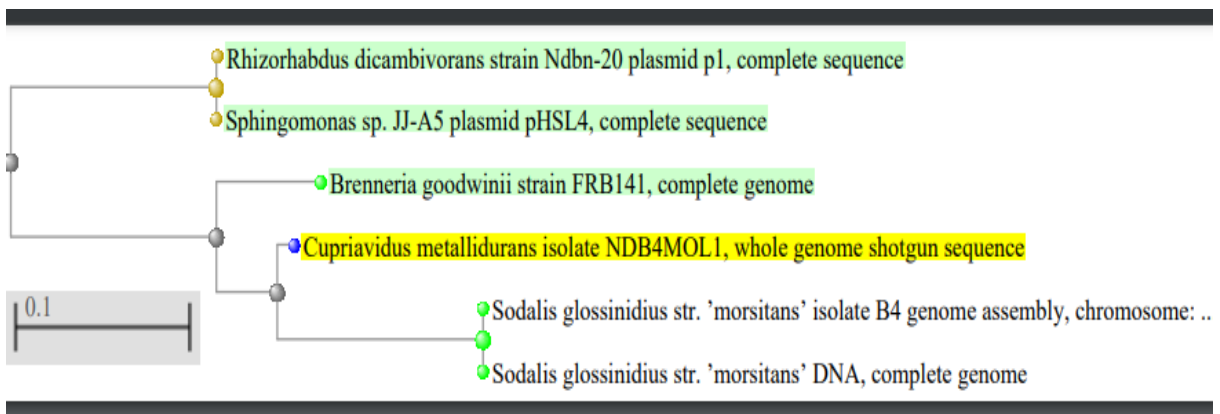 Rhizorhabdus dicambivorans strain Ndbn-20 plasmid p1, complete sequence
Sphingomonas sp. JJ-A5 plasmid pHSL4, complete sequence
Brenneria goodwinii strain FRB141, complete genome
Cupriavidus metallidurans isolate NDB4MOL1, whole genome shotgun sequence
0.1
Sodalis glossinidius str. 'morsitans' isolate B4 genome assembly, chromosome: ...
Sodalis glossinidius str. 'morsitans' DNA, complete genome